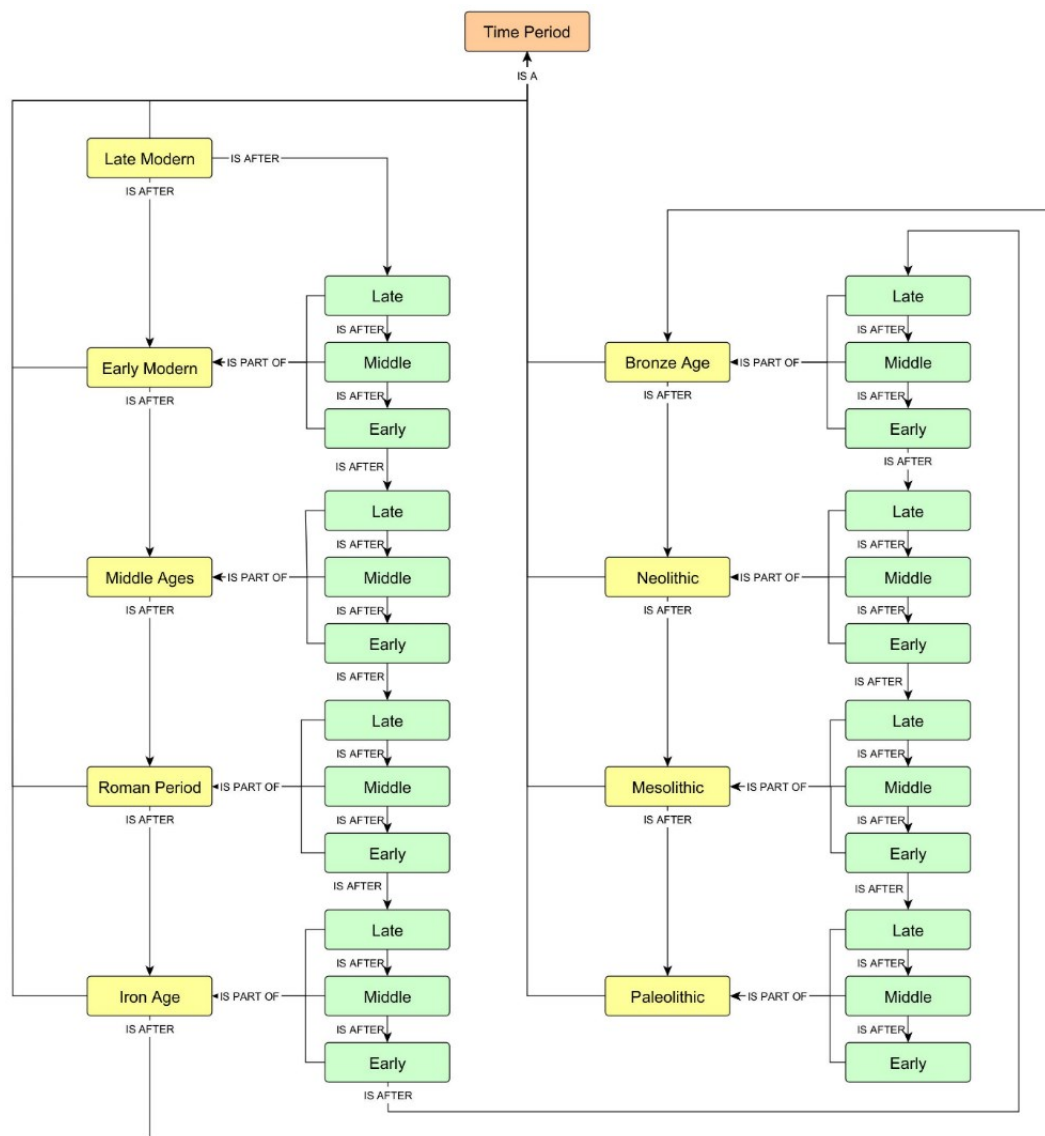 Time Period
IS A
Late Modern
IS AFTER
IS AFTER
Late
IS AFTER
Early Modern
IS PART OF
Middle
IS AFTER
IS AFTER
Early
IS AFTER
Late
IS AFTER
Middle Ages
IS PART OF
Middle
IS AFTER
IS AFTER
Early
IS AFTER
Late
IS AFTER
Roman Period
IS PART OF
Middle
IS AFTER
IS AFTER
Early
IS AFTER
Late
IS AFTER
Iron Age
IS PART OF
Middle
IS AFTER
IS AFTER
Early
IS AFTER
Late
IS AFTER
Bronze Age
IS PART OF
Middle
IS AFTER
IS AFTER
Early
IS AFTER
Late
IS AFTER
Neolithic
IS PART OF
Middle
IS AFTER
IS AFTER
Early
IS AFTER
Late
IS AFTER
Mesolithic
IS PART OF
Middle
IS AFTER
IS AFTER
Early
IS AFTER
Late
IS AFTER
Paleolithic
IS PART OF
Middle
IS AFTER
Early